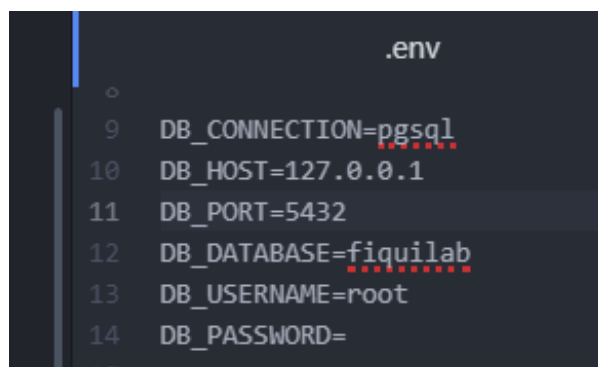 .env
9 DB_CONNECTION=pgsql
10 DB_HOST=127.0.0.1
11 DB_PORT=5432
12 DB_DATABASE=fiquilab
13 DB_USERNAME=root
14 DB_PASSWORD=